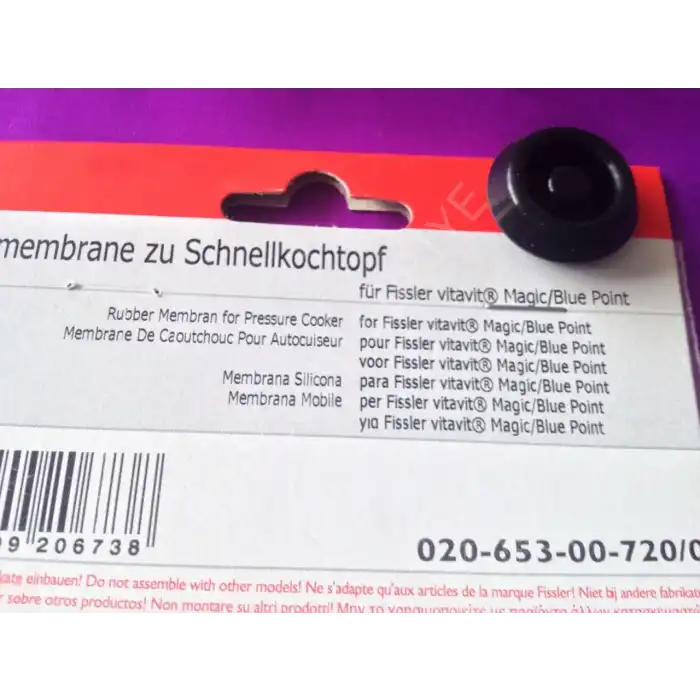 membrane zu Schnellkochtopf
für Fissler vitavit® Magic/Blue Point
Rubber Membran for Pressure Cooker for Fissler vitavit® Magic/Blue Point
Membrane De Caoutchouc Pour Autocuiseur pour Fissler vitavit® Magic/Blue Point
voor Fissler vitavit® Magic/Blue Point
Membrana Silicona para Fissler vitavit® Magic/Blue Point
Membrana Mobile per Fissler vitavit® Magic/Blue Point
για Fissler vitavit® Magic/Blue Point
9 206738
020-653-00-720/0
einbauen! Do not assemble with other models! Ne s'adapte qu'aux articles de la marque Fissler! Niet bij andere fabrikat
sobre otros productos! Non montare su altri prodotti! Μην το χρησιμοποιείτε